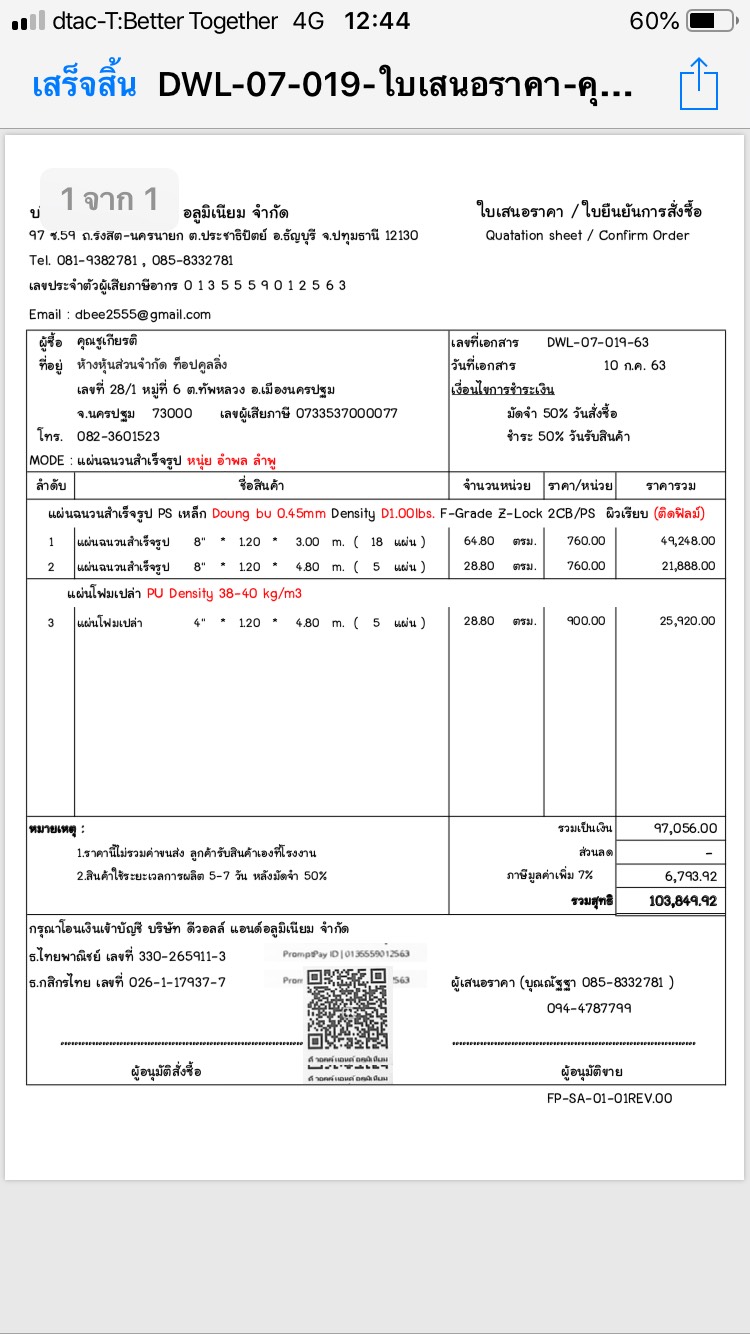 dtac-T:Better Together 4G 12:44 60%
เสร็จสิ้น DWL-07-019-ใบเสนอราคา-คุ...
1 จาก 1
อลูมิเนียม จำกัด
ใบเสนอราคา / ใบยืนยันการสั่งซื้อ
97 ซ.59 ถ.รังสิต-นครนายก ต.ประชาธิปัตย์ อ.ธัญบุรี จ.ปทุมธานี 12130
Quatation sheet / Confirm Order
Tel. 081-9382781 , 085-8332781
เลขประจำตัวผู้เสียภาษีอากร 0 1 3 5 5 5 9 0 1 2 5 6 3
Email : dbee2555@gmail.com
ผู้ซื้อ คุณชูเกียรติ
เลขที่เอกสาร DWL-07-019-63
ที่อยู่ ห้างหุ้นส่วนจำกัด ท็อปคูลลิ่ง
วันที่เอกสาร 10 ก.ค. 63
เลขที่ 28/1 หมู่ที่ 6 ต.ทัพหลวง อ.เมืองนครปฐม
เงื่อนไขการชำระเงิน
จ.นครปฐม 73000 เลขผู้เสียภาษี 0733537000077
มัดจำ 50% วันสั่งซื้อ
โทร. 082-3601523
ชำระ 50% วันรับสินค้า
MODE : แผ่นฉนวนสำเร็จรูป หนุ่ย อำพล ลำพู
ลำดับ ชื่อสินค้า จำนวนหน่วย ราคา/หน่วย ราคารวม
แผ่นฉนวนสำเร็จรูป PS เหล็ก Doung bu 0.45mm Density D1.00lbs. F-Grade Z-Lock 2CB/PS ผิวเรียบ (ติดฟิลม์)
1 แผ่นฉนวนสำเร็จรูป 8" * 1.20 * 3.00 m. ( 18 แผ่น ) 64.80 ตรม. 760.00 49,248.00
2 แผ่นฉนวนสำเร็จรูป 8" * 1.20 * 4.80 m. ( 5 แผ่น ) 28.80 ตรม. 760.00 21,888.00
แผ่นโฟมเปล่า PU Density 38-40 kg/m3
3 แผ่นโฟมเปล่า 4" * 1.20 * 4.80 m. ( 5 แผ่น ) 28.80 ตรม. 900.00 25,920.00
หมายเหตุ :
รวมเป็นเงิน 97,056.00
1.ราคานี้ไม่รวมค่าขนส่ง ลูกค้ารับสินค้าเองที่โรงงาน
ส่วนลด -
2.สินค้าใช้ระยะเวลการผลิต 5-7 วัน หลังมัดจำ 50%
ภาษีมูลค่าเพิ่ม 7% 6,793.92
รวมสุทธิ 103,849.92
กรุณาโอนเงินเข้าบัญชี บริษัท ดีวอลล์ แอนด์อลูมิเนียม จำกัด
ธ.ไทยพาณิชย์ เลขที่ 330-265911-3
PromptPay ID | 0135559012563
ธ.กสิกรไทย เลขที่ 026-1-17937-7
Prom 2563
ผู้เสนอราคา (บุณณัฐฐา 085-8332781 )
094-4787799
ดี วอลล์ แอนด์ อลูมิเนียม
ดี วอลล์ แอนด์ อลูมิเนียม
ผู้อนุมัติสั่งซื้อ
ผู้อนุมัติขาย
FP-SA-01-01REV.00